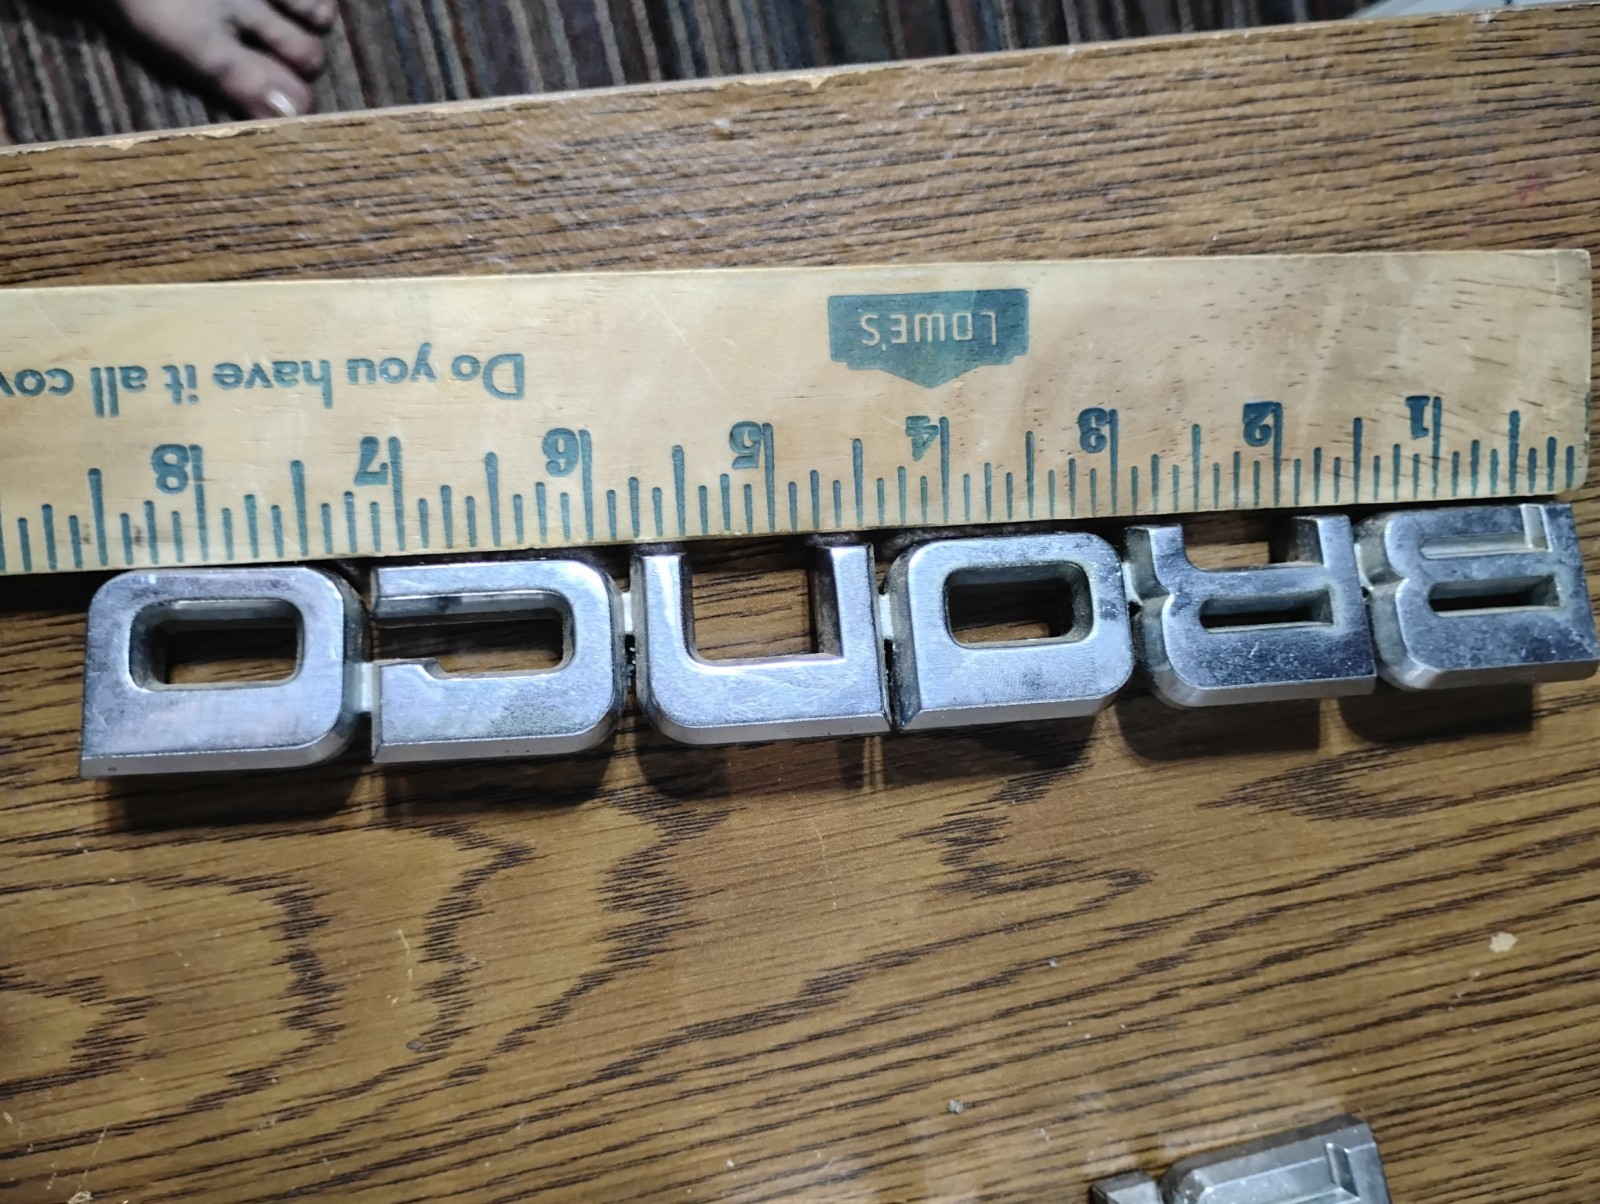 LOWE'S
Do you have it all cov
1 2 3 4 5 6 7 8
BRONCO